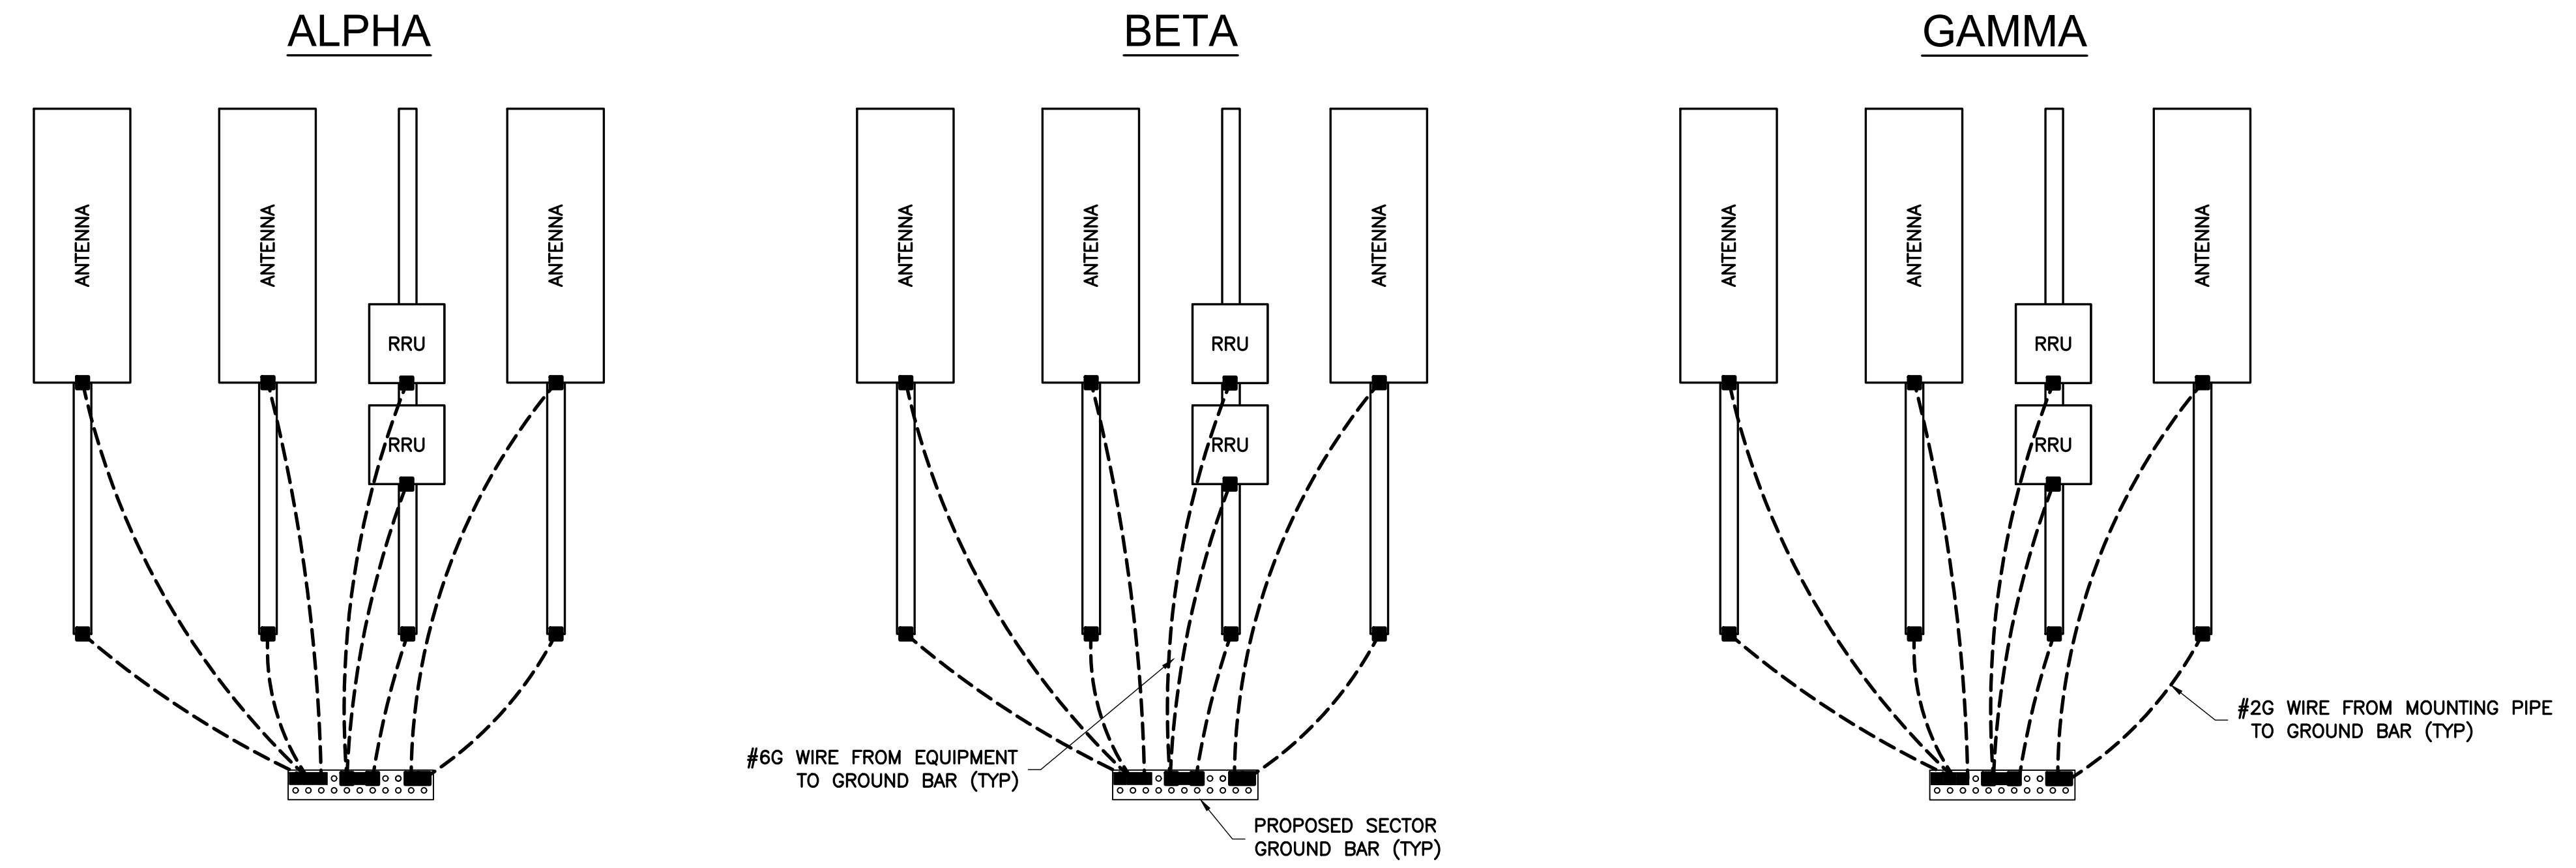 ALPHA
BETA
GAMMA
ANTENNA
ANTENNA
RRU
RRU
ANTENNA
ANTENNA
ANTENNA
RRU
RRU
ANTENNA
ANTENNA
ANTENNA
RRU
RRU
ANTENNA
#6G WIRE FROM EQUIPMENT
TO GROUND BAR (TYP)
PROPOSED SECTOR
GROUND BAR (TYP)
#2G WIRE FROM MOUNTING PIPE
TO GROUND BAR (TYP)